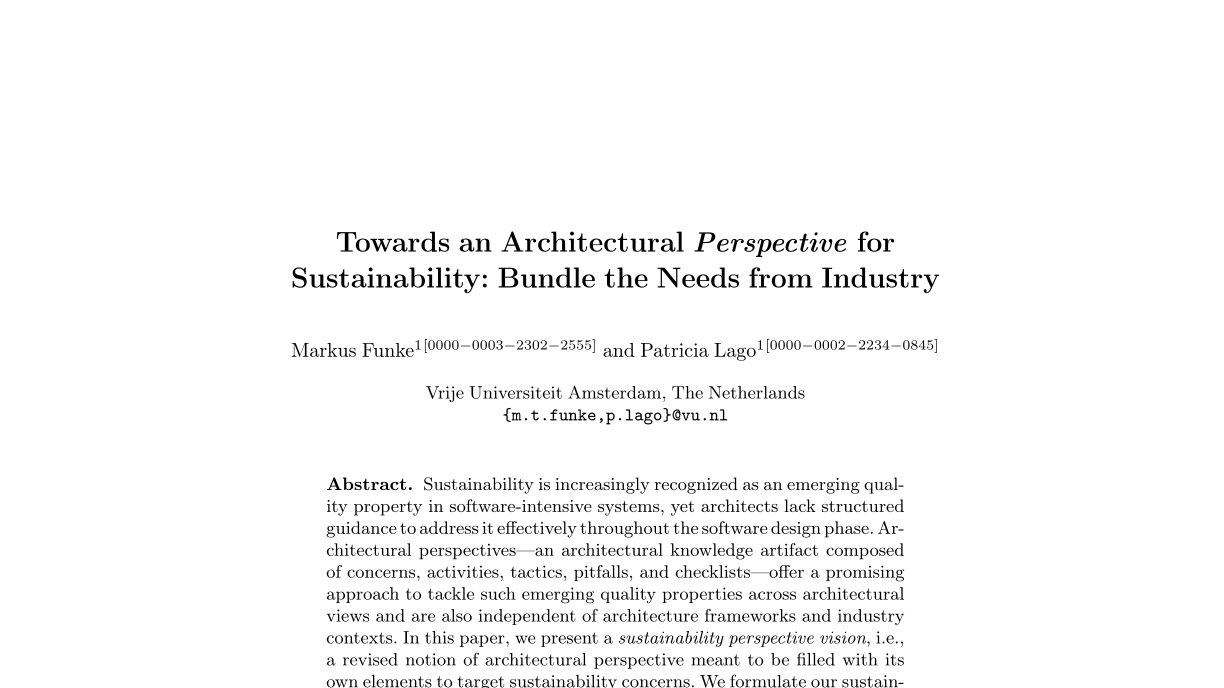 Towards an Architectural Perspective for
Sustainability: Bundle the Needs from Industry
Markus Funke1[0000−0003−2302−2555] and Patricia Lago1[0000−0002−2234−0845]
Vrije Universiteit Amsterdam, The Netherlands
{m.t.funke,p.lago}@vu.nl
Abstract. Sustainability is increasingly recognized as an emerging qual-
ity property in software-intensive systems, yet architects lack structured
guidance to address it effectively throughout the software design phase. Ar-
chitectural perspectives—an architectural knowledge artifact composed
of concerns, activities, tactics, pitfalls, and checklists—offer a promising
approach to tackle such emerging quality properties across architectural
views and are also independent of architecture frameworks and industry
contexts. In this paper, we present a sustainability perspective vision, i.e.,
a revised notion of architectural perspective meant to be filled with its
own elements to target sustainability concerns. We formulate our sustain-